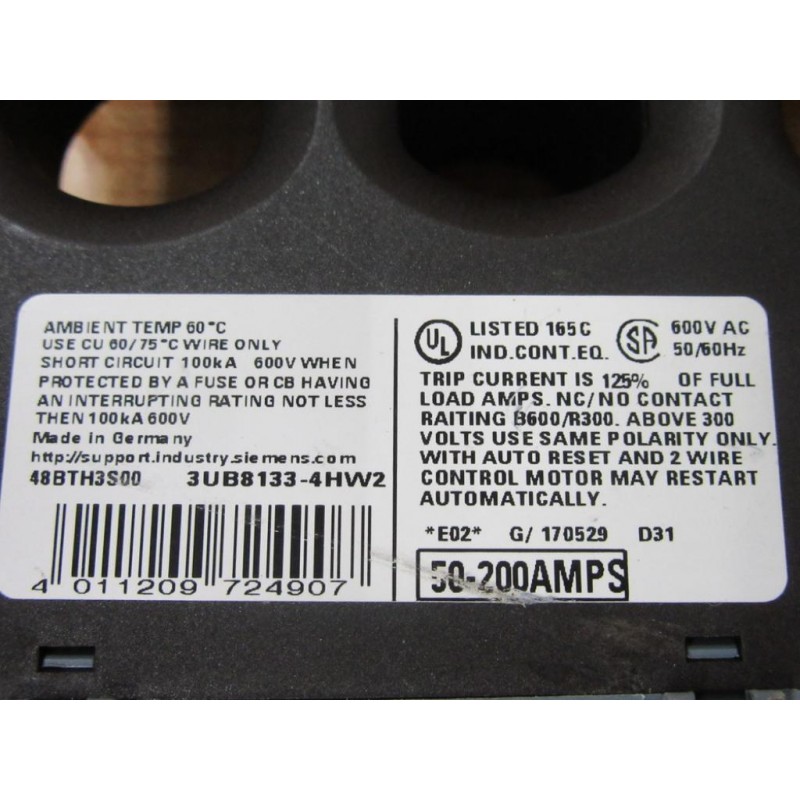 AMBIENT TEMP 60°C
USE CU 60/75°C WIRE ONLY
SHORT CIRCUIT 100kA 600V WHEN
PROTECTED BY A FUSE OR CB HAVING
AN INTERRUPTING RATING NOT LESS
THEN 100kA 600V
Made in Germany
http://support.industry.siemens.com
48BTH3S00 3UB8133-4HW2
4 011209 724907
UL LISTED 165C
IND.CONT.EQ.
SA 600V AC
50/60Hz
TRIP CURRENT IS 125% OF FULL
LOAD AMPS. NC/NO CONTACT
RAITING B600/R300. ABOVE 300
VOLTS USE SAME POLARITY ONLY.
WITH AUTO RESET AND 2 WIRE
CONTROL MOTOR MAY RESTART
AUTOMATICALLY.
*E02* G/ 170529 D31
50-200AMPS